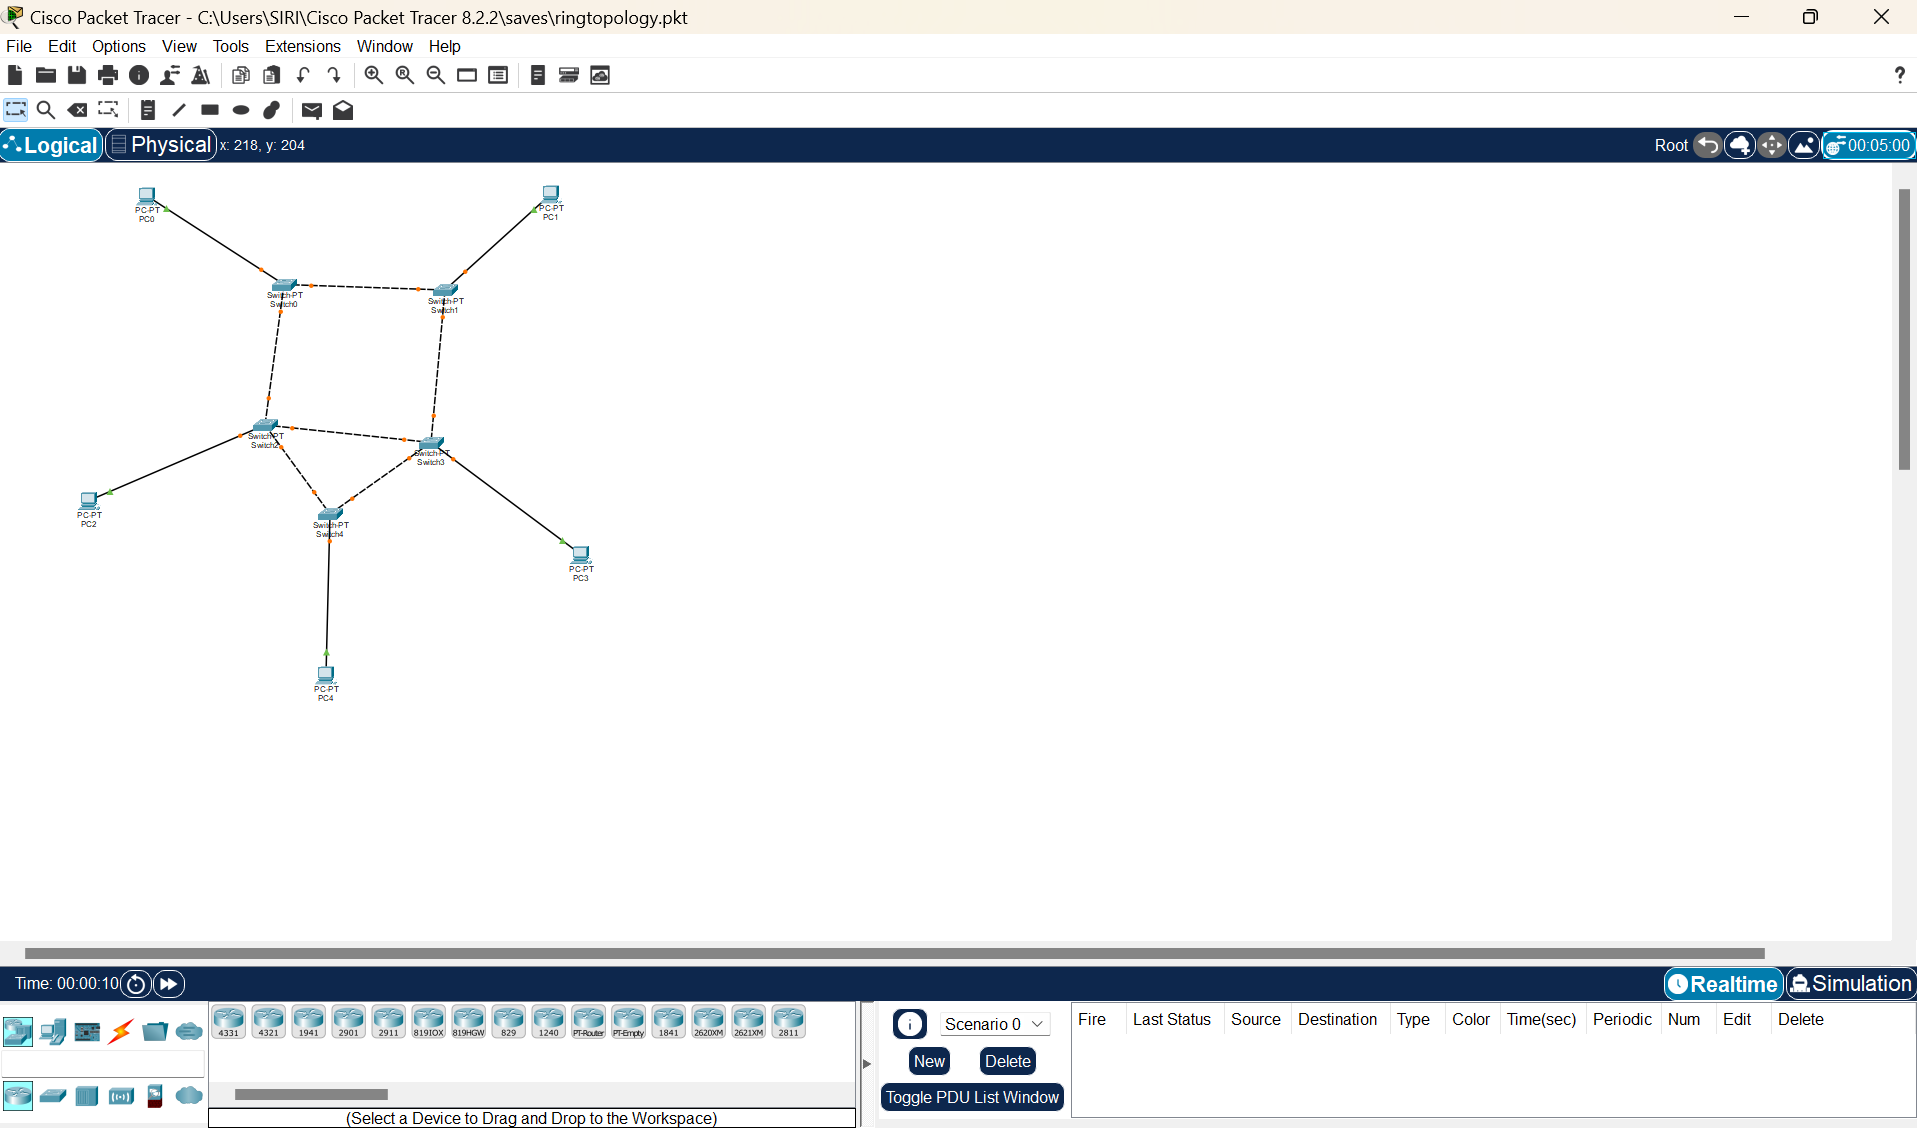 Cisco Packet Tracer - C:\Users\SIRI\Cisco Packet Tracer 8.2.2\saves\ringtopology.pkt
File Edit Options View Tools Extensions Window Help
?
Logical Physical x: 218, y: 204 Root 00:05:00
PC-PT
PC0
PC-PT
PC1
Switch-PT
Switch0
Switch-PT
Switch1
Switch-PT
Switch2
Switch-PT
Switch3
PC-PT
PC2
Switch-PT
Switch4
PC-PT
PC3
PC-PT
PC4
Time: 00:00:10 Realtime Simulation
4331 4321 1941 2901 2911 819IOX 819HGW 829 1240 PT-Router PT-Empty 1841 2620XM 2621XM 2811
(Select a Device to Drag and Drop to the Workspace)
Scenario 0
New Delete
Toggle PDU List Window
Fire Last Status Source Destination Type Color Time(sec) Periodic Num Edit Delete